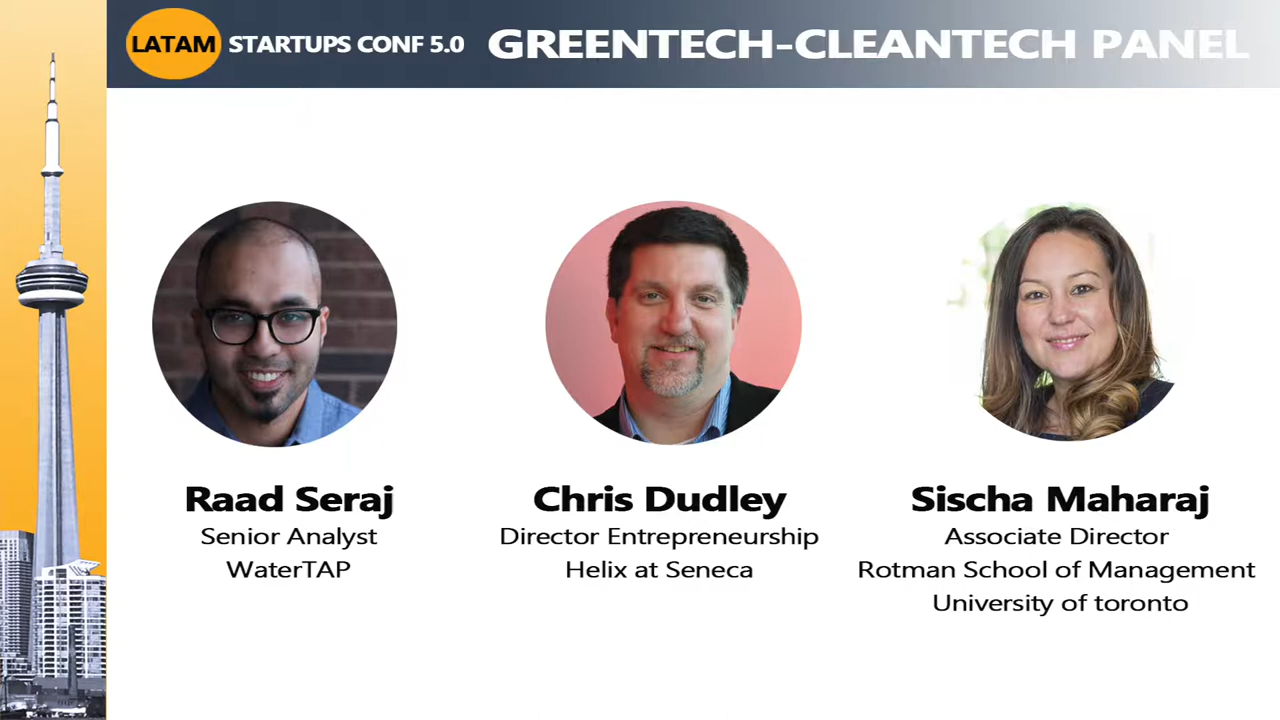 LATAM STARTUPS CONF 5.0 GREENTECH-CLEANTECH PANEL
Raad Seraj
Senior Analyst
WaterTAP
Chris Dudley
Director Entrepreneurship
Helix at Seneca
Sischa Maharaj
Associate Director
Rotman School of Management
University of toronto